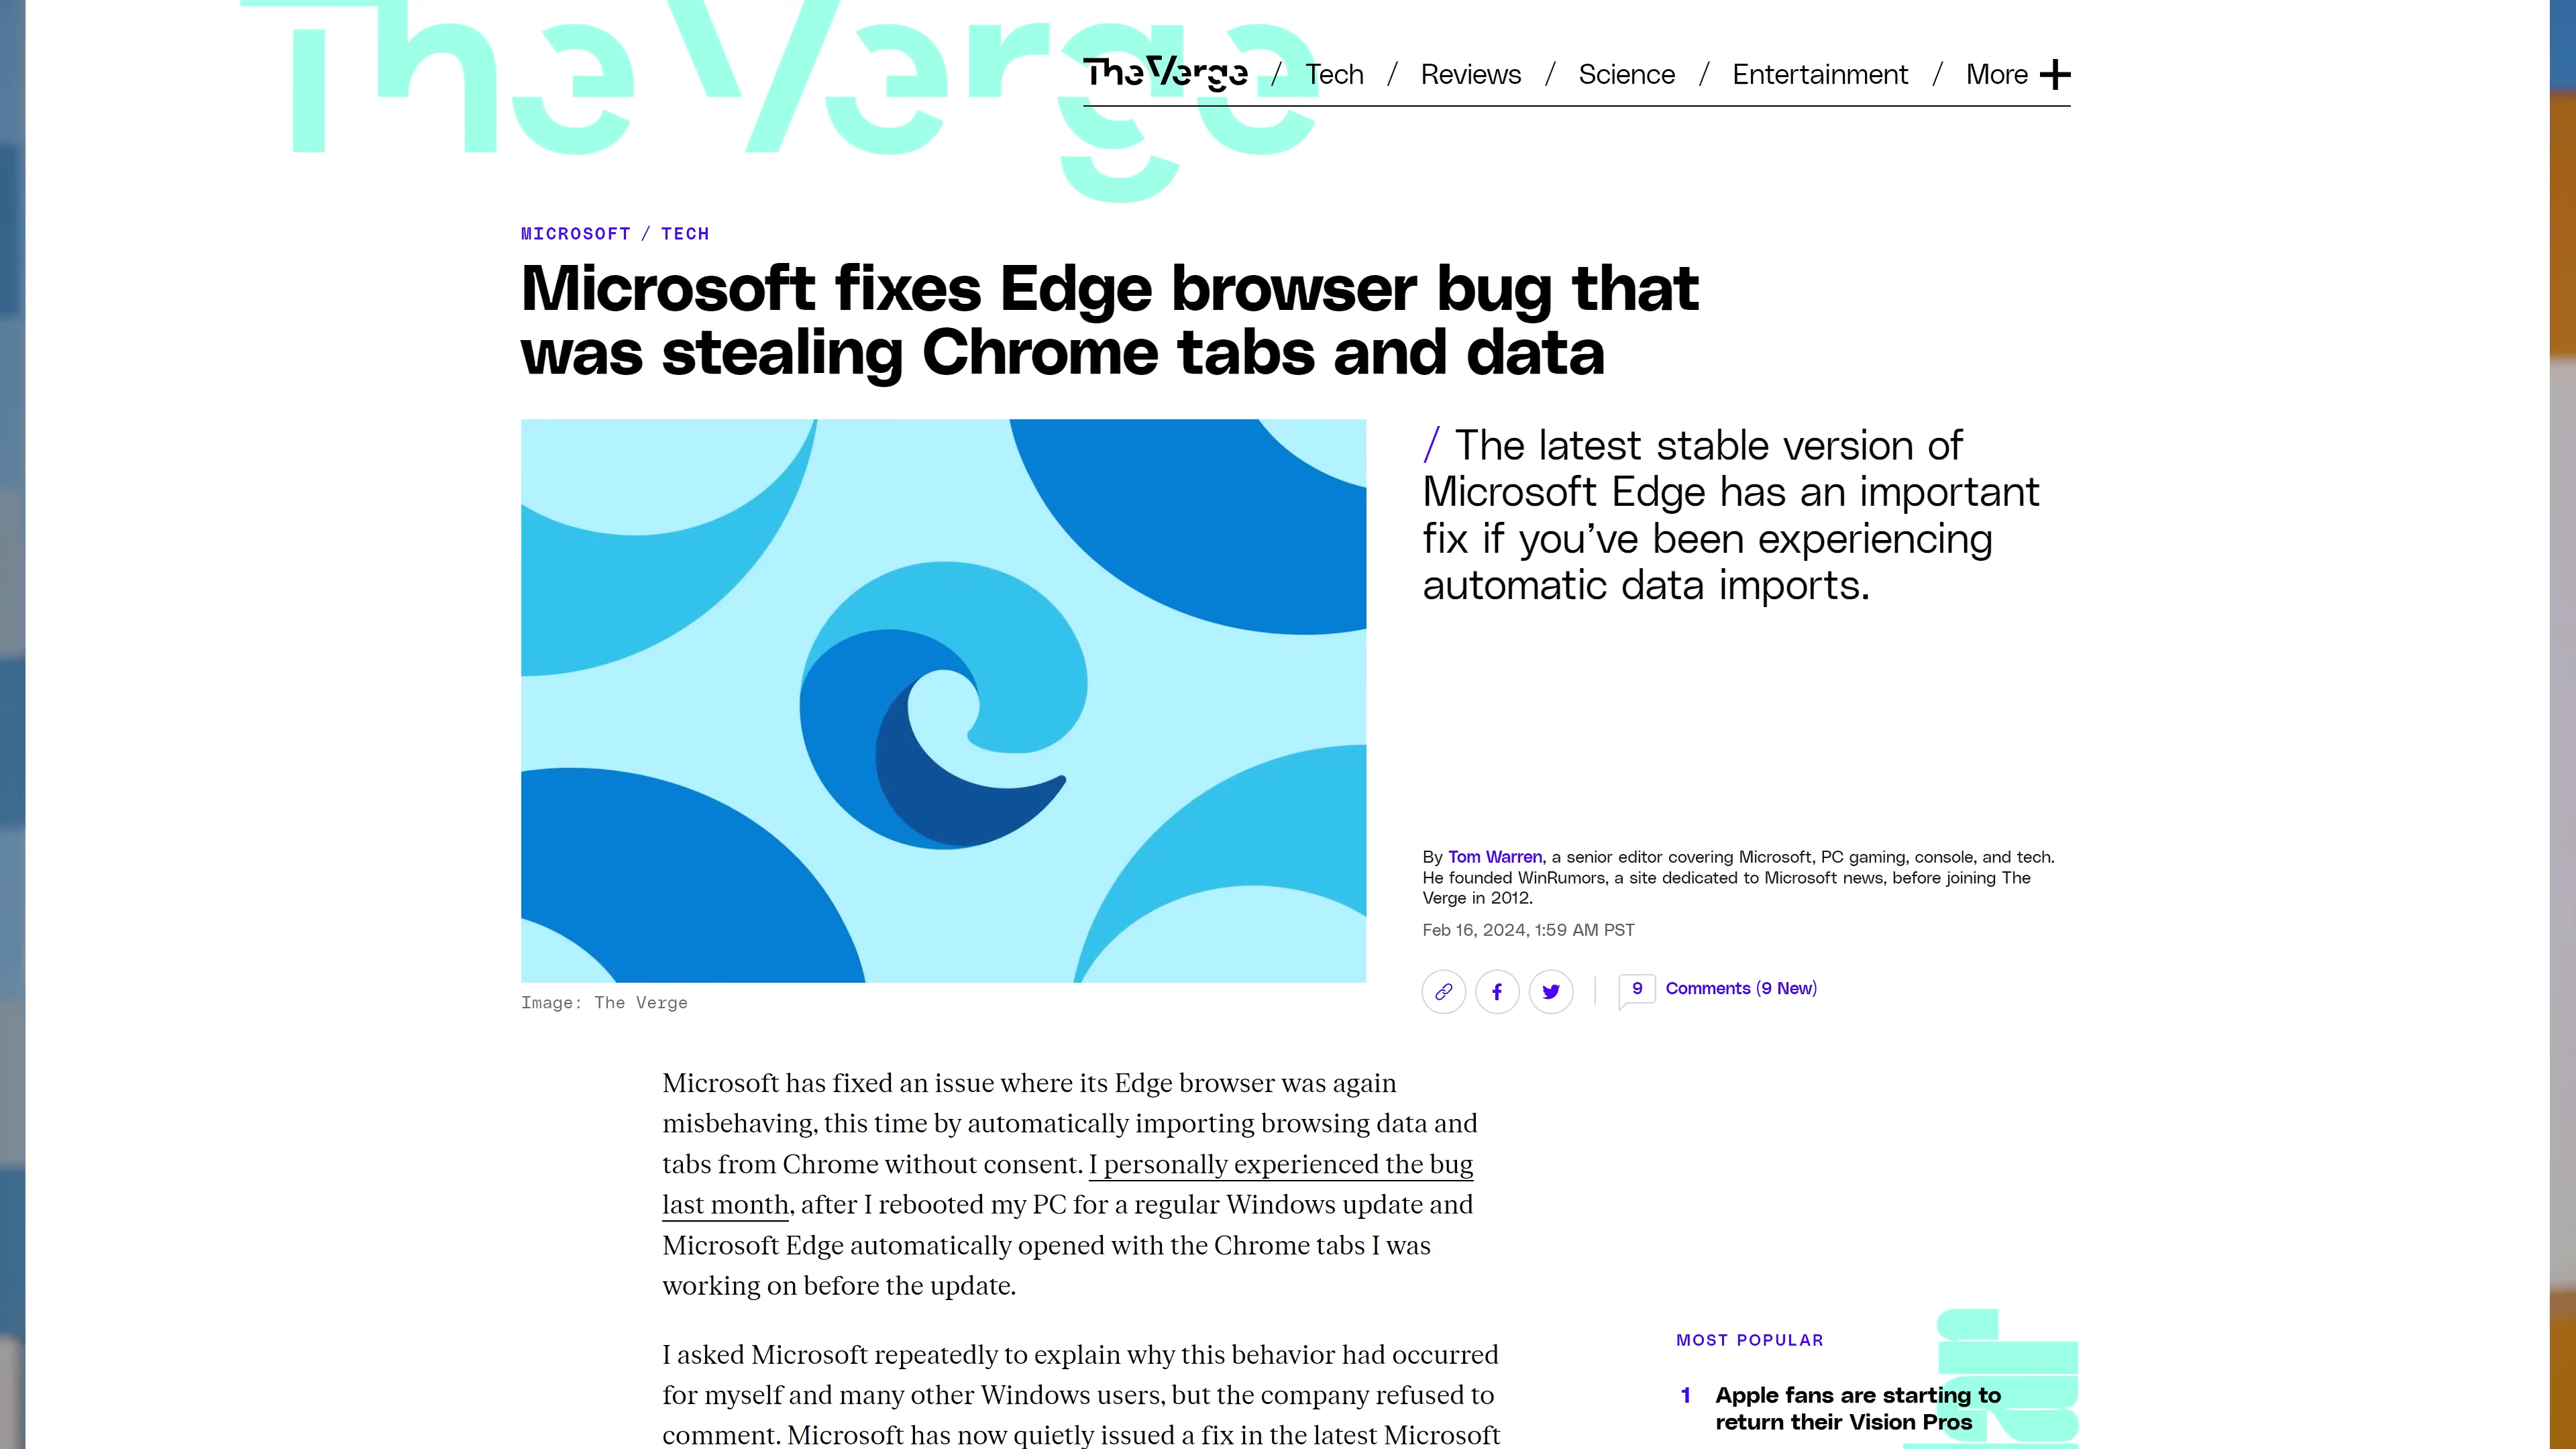 The Verge
The Verge / Tech / Reviews / Science / Entertainment / More +
MICROSOFT / TECH
Microsoft fixes Edge browser bug that
was stealing Chrome tabs and data
/ The latest stable version of
Microsoft Edge has an important
fix if you’ve been experiencing
automatic data imports.
By Tom Warren, a senior editor covering Microsoft, PC gaming, console, and tech.
He founded WinRumors, a site dedicated to Microsoft news, before joining The
Verge in 2012.
Feb 16, 2024, 1:59 AM PST
9 Comments (9 New)
Image: The Verge
Microsoft has fixed an issue where its Edge browser was again
misbehaving, this time by automatically importing browsing data and
tabs from Chrome without consent. I personally experienced the bug
last month, after I rebooted my PC for a regular Windows update and
Microsoft Edge automatically opened with the Chrome tabs I was
working on before the update.
I asked Microsoft repeatedly to explain why this behavior had occurred
for myself and many other Windows users, but the company refused to
comment. Microsoft has now quietly issued a fix in the latest Microsoft
MOST POPULAR
1 Apple fans are starting to
return their Vision Pros